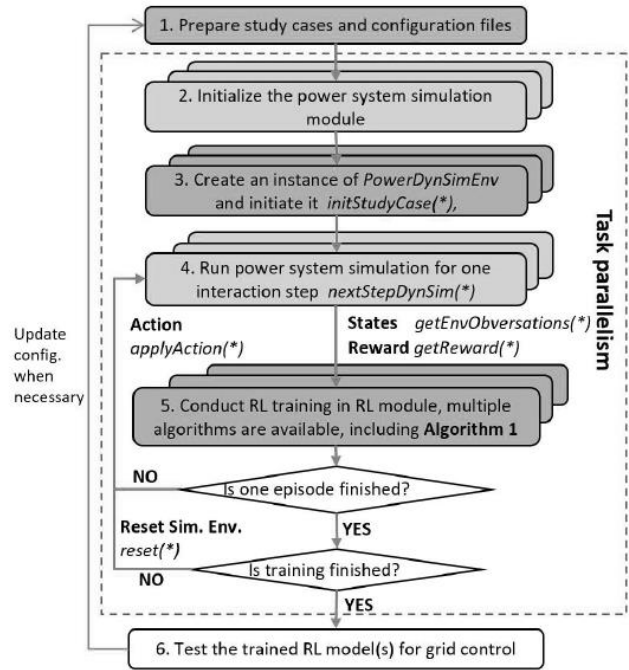 1. Prepare study cases and configuration files
2. Initialize the power system simulation
module
3. Create an instance of PowerDynSimEnv
and initiate it initStudyCase(*),
4. Run power system simulation for one
interaction step nextStepDynSim(*)
Action
applyAction(*)
States getEnvObversations(*)
Reward getReward(*)
Task parallelism
Update
config.
when
necessary
5. Conduct RL training in RL module, multiple
algorithms are available, including Algorithm 1
NO
Is one episode finished?
YES
Reset Sim. Env.
reset(*)
NO
Is training finished?
YES
6. Test the trained RL model(s) for grid control